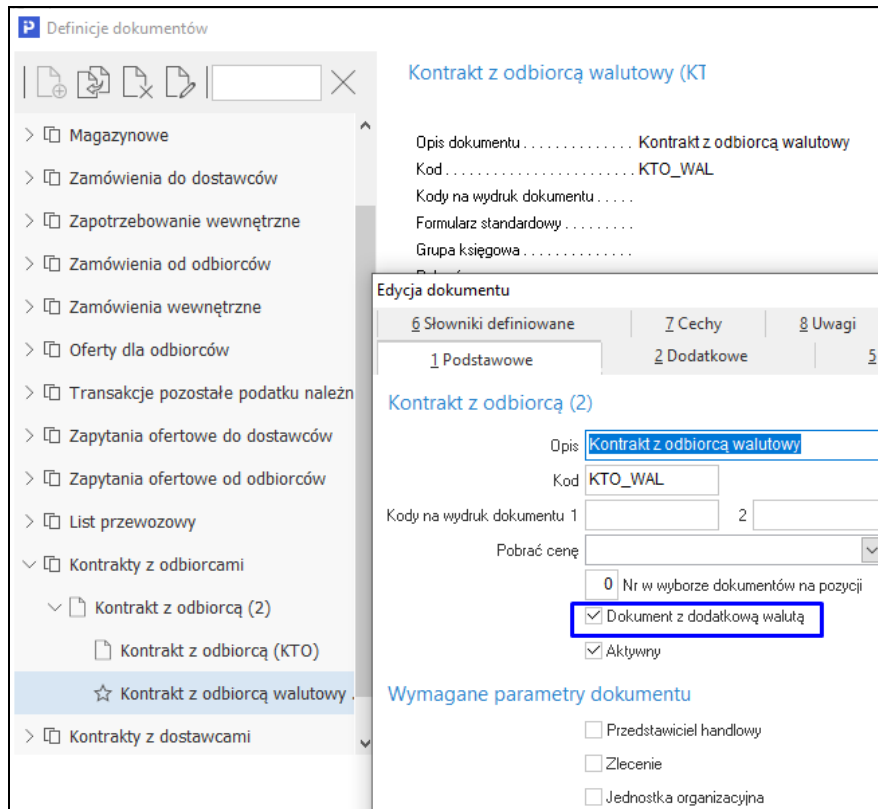 Definicje dokumentów
Magazynowe
Zamówienia do dostawców
Zapotrzebowanie wewnętrzne
Zamówienia od odbiorców
Zamówienia wewnętrzne
Oferty dla odbiorców
Transakcje pozostałe podatku należn
Zapytania ofertowe do dostawców
Zapytania ofertowe od odbiorców
List przewozowy
Kontrakty z odbiorcami
Kontrakt z odbiorcą (2)
Kontrakt z odbiorcą (KTO)
Kontrakt z odbiorcą walutowy .
Kontrakty z dostawcami
Kontrakt z odbiorcą walutowy (KT
Opis dokumentu . . . . . . . . . . . . . . Kontrakt z odbiorcą walutowy
Kod . . . . . . . . . . . . . . . . . . . . . . . . KTO_WAL
Kody na wydruk dokumentu . . . . .
Formularz standardowy . . . . . . . . .
Grupa księgowa . . . . . . . . . . . . . .
Edycja dokumentu
6 Słowniki definiowane 7 Cechy 8 Uwagi
1 Podstawowe 2 Dodatkowe 5
Kontrakt z odbiorcą (2)
Opis Kontrakt z odbiorcą walutowy
Kod KTO_WAL
Kody na wydruk dokumentu 1 2
Pobrać cenę
0 Nr w wyborze dokumentów na pozycji
Dokument z dodatkową walutą
Aktywny
Wymagane parametry dokumentu
Przedstawiciel handlowy
Zlecenie
Jednostka organizacyjna